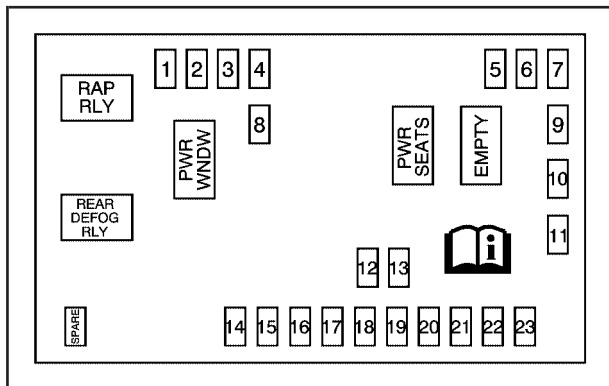 1 2 3 4 5 6 7
RAP
RLY
8
PWR
WNDW
PWR
SEATS
EMPTY
9
10
REAR
DEFOG
RLY
i
11
12 13
SPARE
14 15 16 17 18 19 20 21 22 23